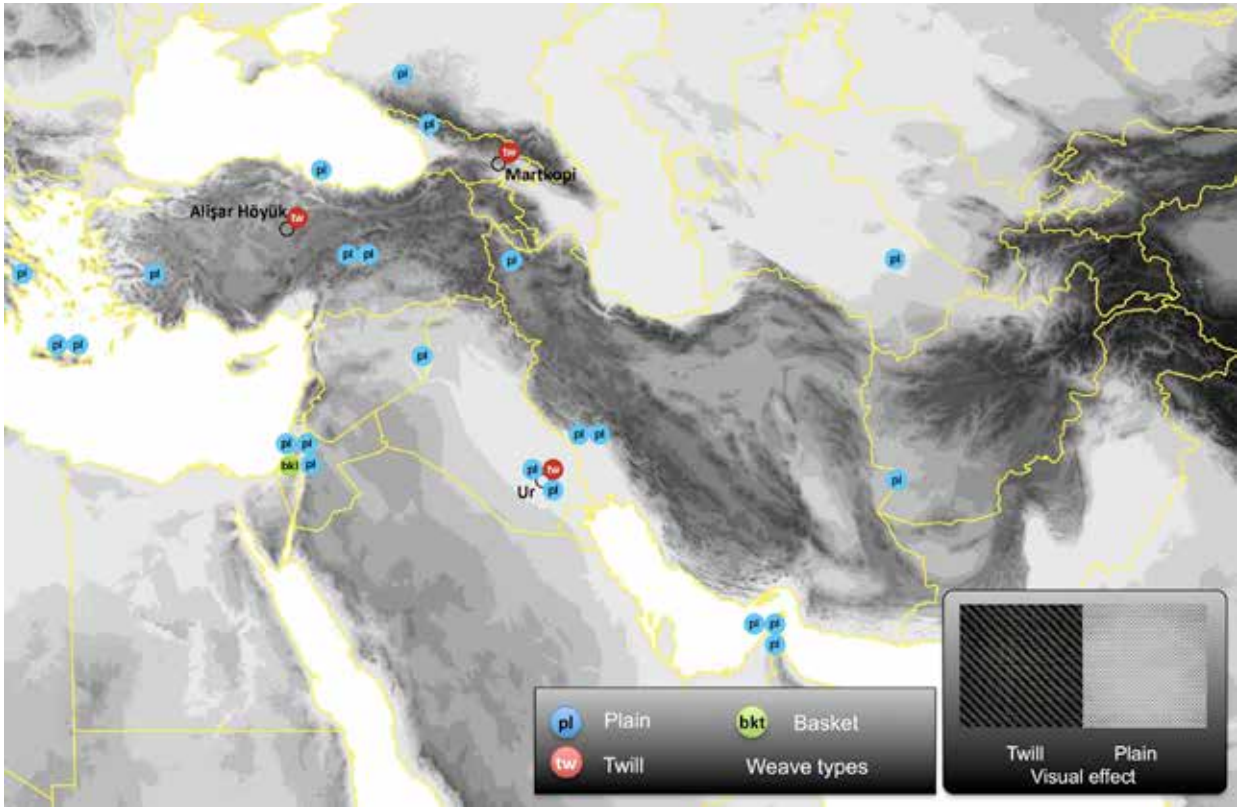 pl
pl
tw
Martkopi
pl
Alişar Höyük tw
pl pl
pl
pl
pl
pl
pl pl
pl
pl pl
pl pl
bkt pl
pl tw
Ur pl
pl
pl pl
pl
pl Plain
bkt Basket
tw Twill
Weave types
Twill Plain
Visual effect